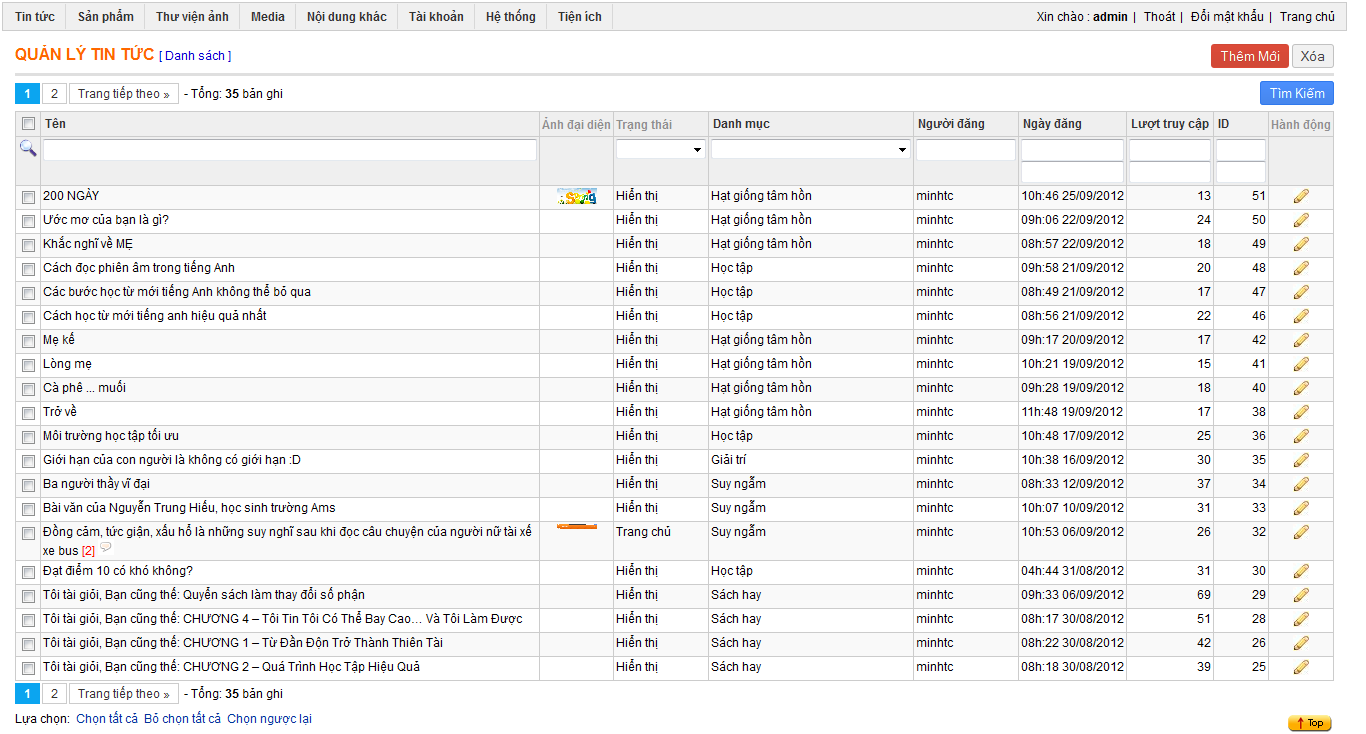 Tin tức Sản phẩm Thư viện ảnh Media Nội dung khác Tài khoản Hệ thống Tiện ích Xin chào : admin | Thoát | Đổi mật khẩu | Trang chủ
QUẢN LÝ TIN TỨC [ Danh sách ] Thêm Mới Xóa
1 2 Trang tiếp theo » - Tổng: 35 bản ghi Tìm Kiếm
Tên Ảnh đại diện Trạng thái Danh mục Người đăng Ngày đăng Lượt truy cập ID Hành động
200 NGÀY Hiển thị Hạt giống tâm hồn minhtc 10h:46 25/09/2012 13 51
Ước mơ của bạn là gì? Hiển thị Hạt giống tâm hồn minhtc 09h:06 22/09/2012 24 50
Khắc nghĩ về MẸ Hiển thị Hạt giống tâm hồn minhtc 08h:57 22/09/2012 18 49
Cách đọc phiên âm trong tiếng Anh Hiển thị Học tập minhtc 09h:58 21/09/2012 20 48
Các bước học từ mới tiếng Anh không thể bỏ qua Hiển thị Học tập minhtc 08h:49 21/09/2012 17 47
Cách học từ mới tiếng anh hiệu quả nhất Hiển thị Học tập minhtc 08h:56 21/09/2012 22 46
Mẹ kế Hiển thị Hạt giống tâm hồn minhtc 09h:17 20/09/2012 17 42
Lòng mẹ Hiển thị Hạt giống tâm hồn minhtc 10h:21 19/09/2012 15 41
Cà phê ... muối Hiển thị Hạt giống tâm hồn minhtc 09h:28 19/09/2012 18 40
Trở về Hiển thị Hạt giống tâm hồn minhtc 11h:48 19/09/2012 17 38
Môi trường học tập tối ưu Hiển thị Học tập minhtc 10h:48 17/09/2012 25 36
Giới hạn của con người là không có giới hạn :D Hiển thị Giải trí minhtc 10h:38 16/09/2012 30 35
Ba người thầy vĩ đại Hiển thị Suy ngẫm minhtc 08h:33 12/09/2012 37 34
Bài văn của Nguyễn Trung Hiếu, học sinh trường Ams Hiển thị Suy ngẫm minhtc 10h:07 10/09/2012 31 33
Đồng cảm, tức giận, xấu hổ là những suy nghĩ sau khi đọc câu chuyện của người nữ tài xế Trang chủ Suy ngẫm minhtc 10h:53 06/09/2012 26 32
xe bus [2]
Đạt điểm 10 có khó không? Hiển thị Học tập minhtc 04h:44 31/08/2012 31 30
Tôi tài giỏi, Bạn cũng thế: Quyển sách làm thay đổi số phận Hiển thị Sách hay minhtc 09h:33 06/09/2012 69 29
Tôi tài giỏi, Bạn cũng thế: CHƯƠNG 4 – Tôi Tin Tôi Có Thể Bay Cao… Và Tôi Làm Được Hiển thị Sách hay minhtc 08h:17 30/08/2012 51 28
Tôi tài giỏi, Bạn cũng thế: CHƯƠNG 1 – Từ Đần Độn Trở Thành Thiên Tài Hiển thị Sách hay minhtc 08h:22 30/08/2012 42 26
Tôi tài giỏi, Bạn cũng thế: CHƯƠNG 2 – Quá Trình Học Tập Hiệu Quả Hiển thị Sách hay minhtc 08h:18 30/08/2012 39 25
1 2 Trang tiếp theo » - Tổng: 35 bản ghi
Lựa chọn: Chọn tất cả Bỏ chọn tất cả Chọn ngược lại
Top